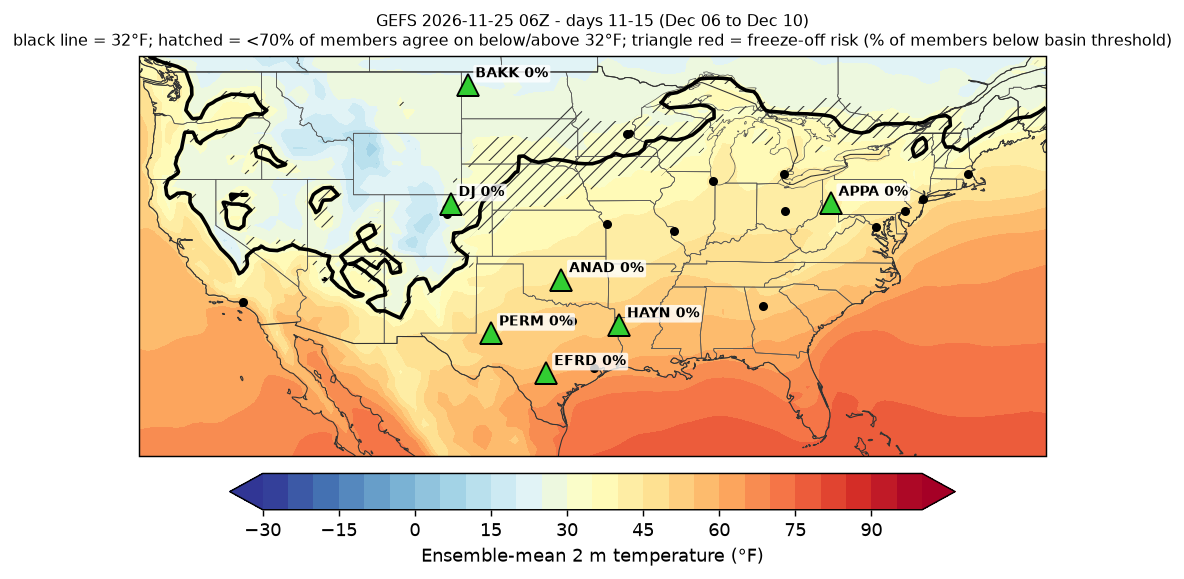 GEFS 2026-11-25 06Z - days 11-15 (Dec 06 to Dec 10)
black line = 32°F; hatched = <70% of members agree on below/above 32°F; triangle red = freeze-off risk (% of members below basin threshold)
BAKK 0%
DJ 0%
APPA 0%
ANAD 0%
HAYN 0%
PERM 0%
EFRD 0%
−30 −15 0 15 30 45 60 75 90
Ensemble-mean 2 m temperature (°F)